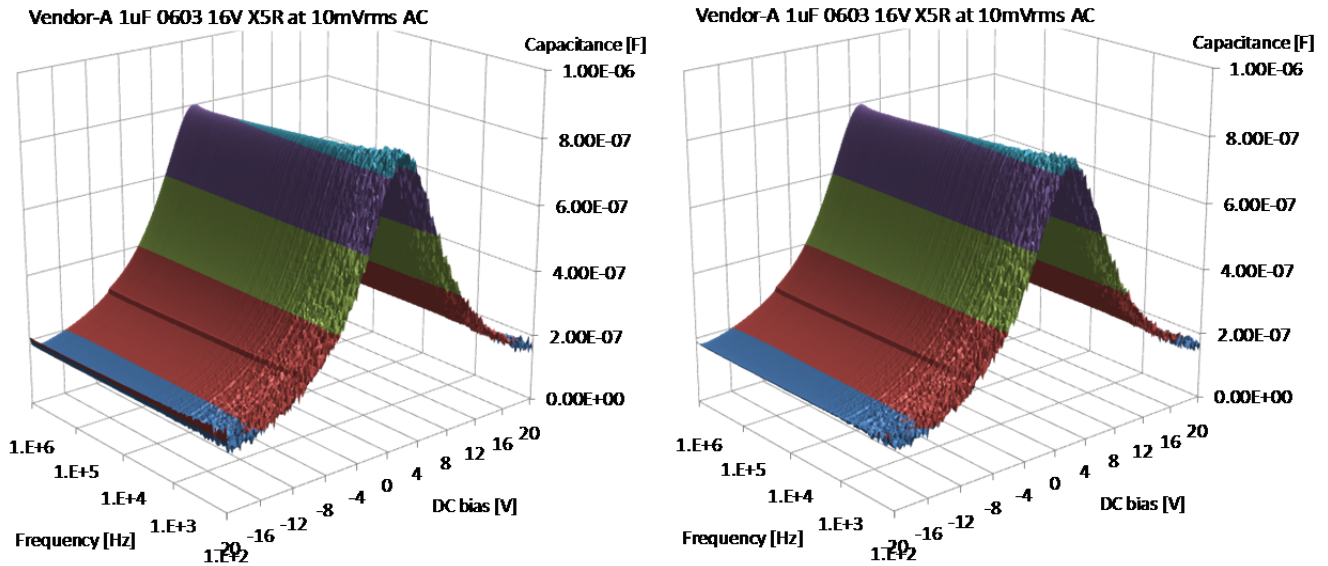 Vendor-A 1uF 0603 16V X5R at 10mVrms AC
Capacitance [F]
1.00E-06
8.00E-07
6.00E-07
4.00E-07
2.00E-07
0.00E+00
1.E+6
1.E+5
1.E+4
1.E+3
1.E+2
Frequency [Hz]
-20
-16
-12
-8
-4
0
4
8
12
16
20
DC bias [V]
Vendor-A 1uF 0603 16V X5R at 10mVrms AC
Capacitance [F]
1.00E-06
8.00E-07
6.00E-07
4.00E-07
2.00E-07
0.00E+00
1.E+6
1.E+5
1.E+4
1.E+3
1.E+2
Frequency [Hz]
-20
-16
-12
-8
-4
0
4
8
12
16
20
DC bias [V]